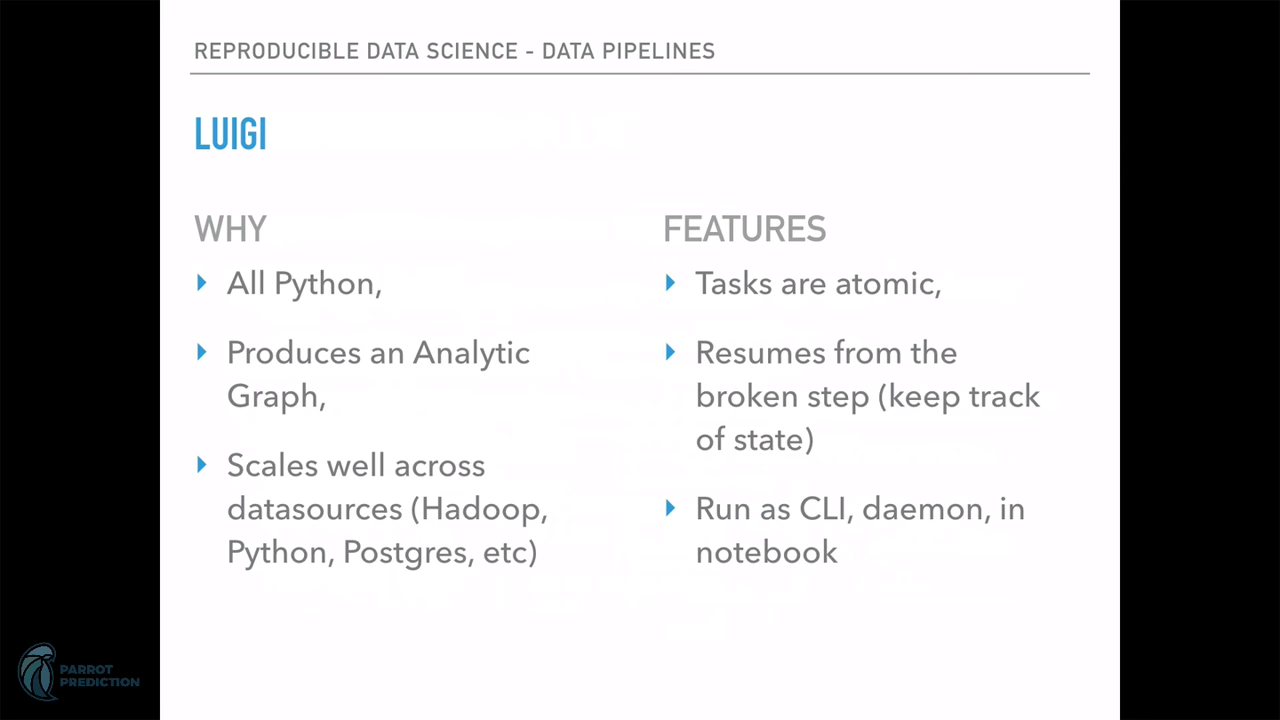 REPRODUCIBLE DATA SCIENCE - DATA PIPELINES
LUIGI
WHY
All Python,
Produces an Analytic
Graph,
Scales well across
datasources (Hadoop,
Python, Postgres, etc)
FEATURES
Tasks are atomic,
Resumes from the
broken step (keep track
of state)
Run as CLI, daemon, in
notebook
PARROT
PREDICTION